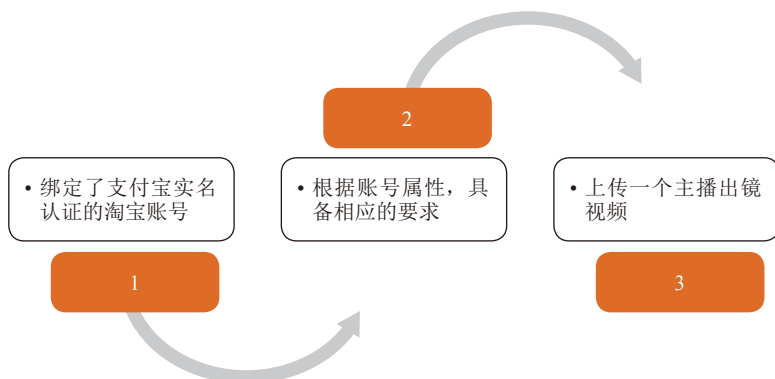 • 绑定了支付宝实名
认证的淘宝账号
1
2
• 根据账号属性，具
备相应的要求
• 上传一个主播出镜
视频
3